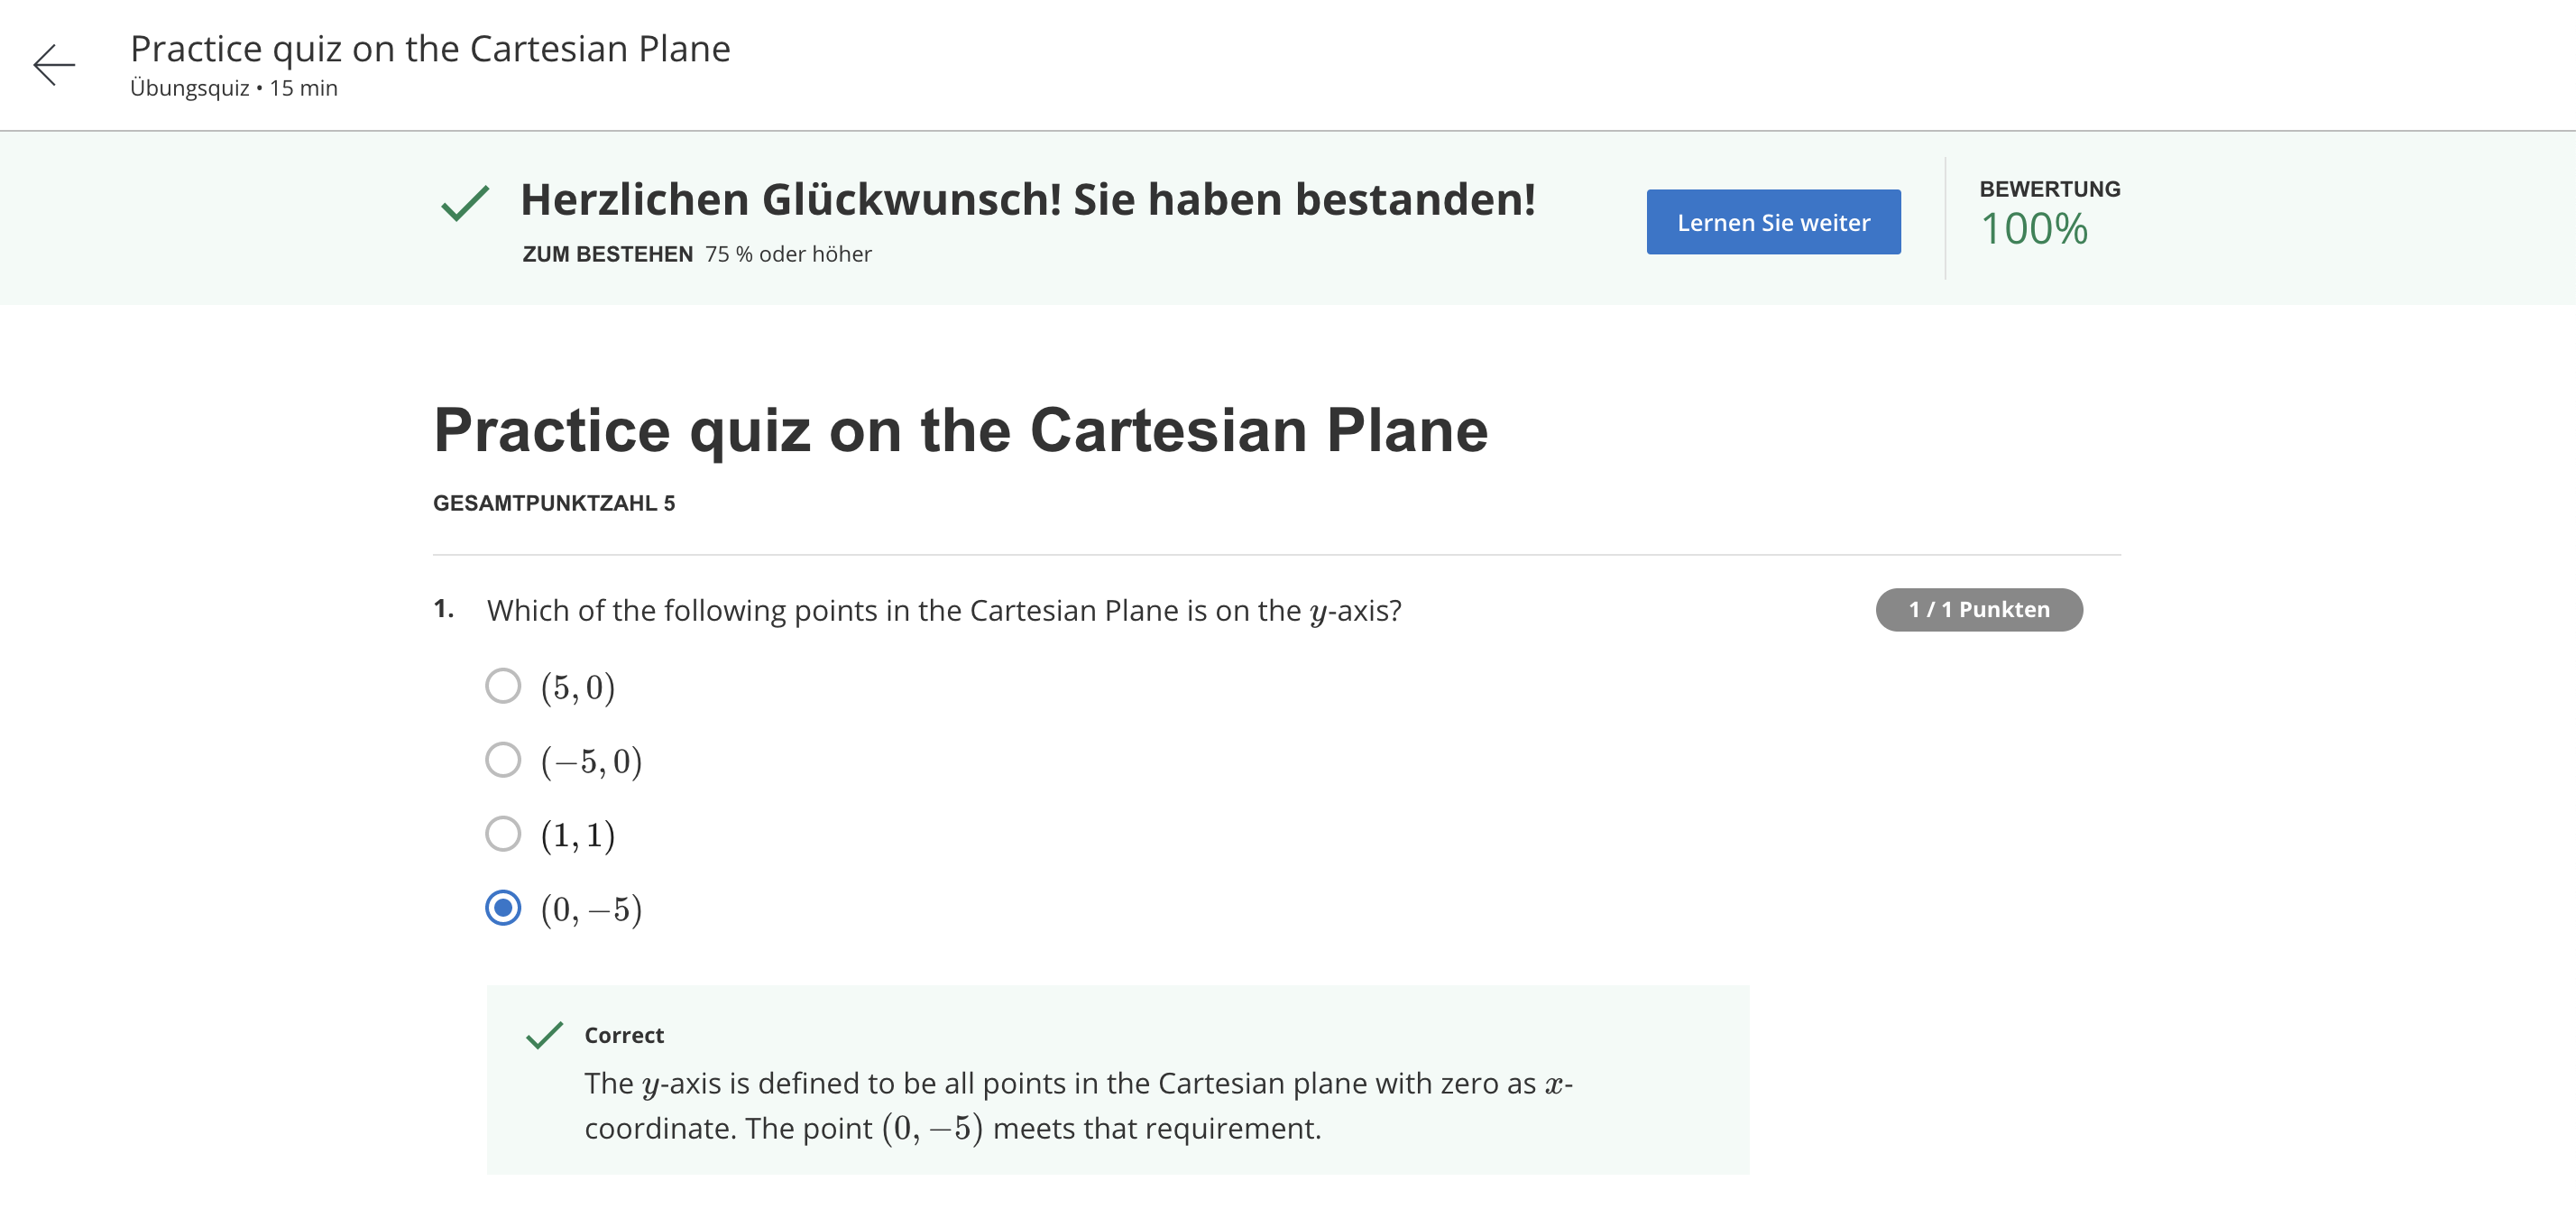 Practice quiz on the Cartesian Plane
Übungsquiz • 15 min
Herzlichen Glückwunsch! Sie haben bestanden!
ZUM BESTEHEN 75 % oder höher
Lernen Sie weiter
BEWERTUNG
100%
Practice quiz on the Cartesian Plane
GESAMTPUNKTZAHL 5
1. Which of the following points in the Cartesian Plane is on the y-axis?
1 / 1 Punkten
(5, 0)
(−5, 0)
(1, 1)
(0, −5)
Correct
The y-axis is defined to be all points in the Cartesian plane with zero as x-
coordinate. The point (0, −5) meets that requirement.